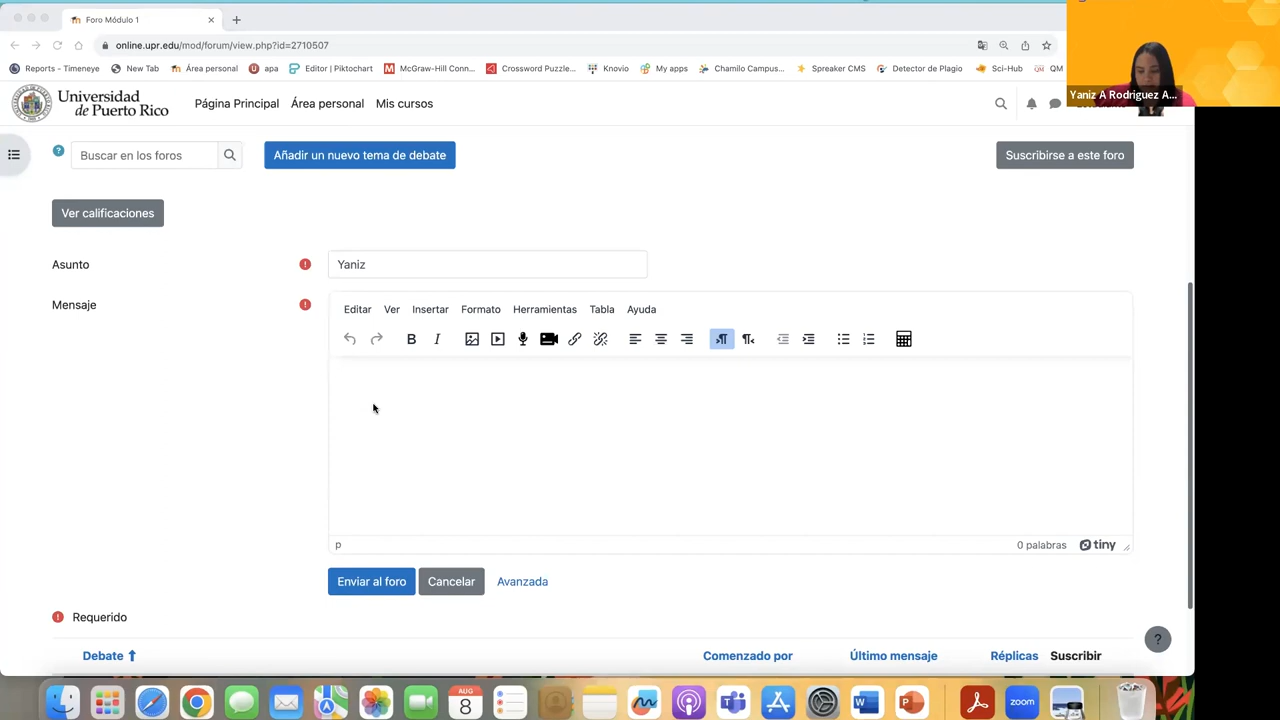 Foro Módulo 1
online.upr.edu/mod/forum/view.php?id=2710507
Reports - Timeneye New Tab Área personal apa Editor | Piktochart McGraw-Hill Conn... Crossword Puzzle... Knovio My apps Chamilo Campus... Spreaker CMS Detector de Plagio Sci-Hub QM
Yaniz A Rodriguez A...
Universidad de Puerto Rico
Página Principal Área personal Mis cursos
Buscar en los foros
Añadir un nuevo tema de debate
Suscribirse a este foro
Ver calificaciones
Asunto
Yaniz
Mensaje
Editar Ver Insertar Formato Herramientas Tabla Ayuda
B I
p
0 palabras tiny
Enviar al foro Cancelar Avanzada
Requerido
Debate Comenzado por Último mensaje Réplicas Suscribir
?
AUG
8
zoom